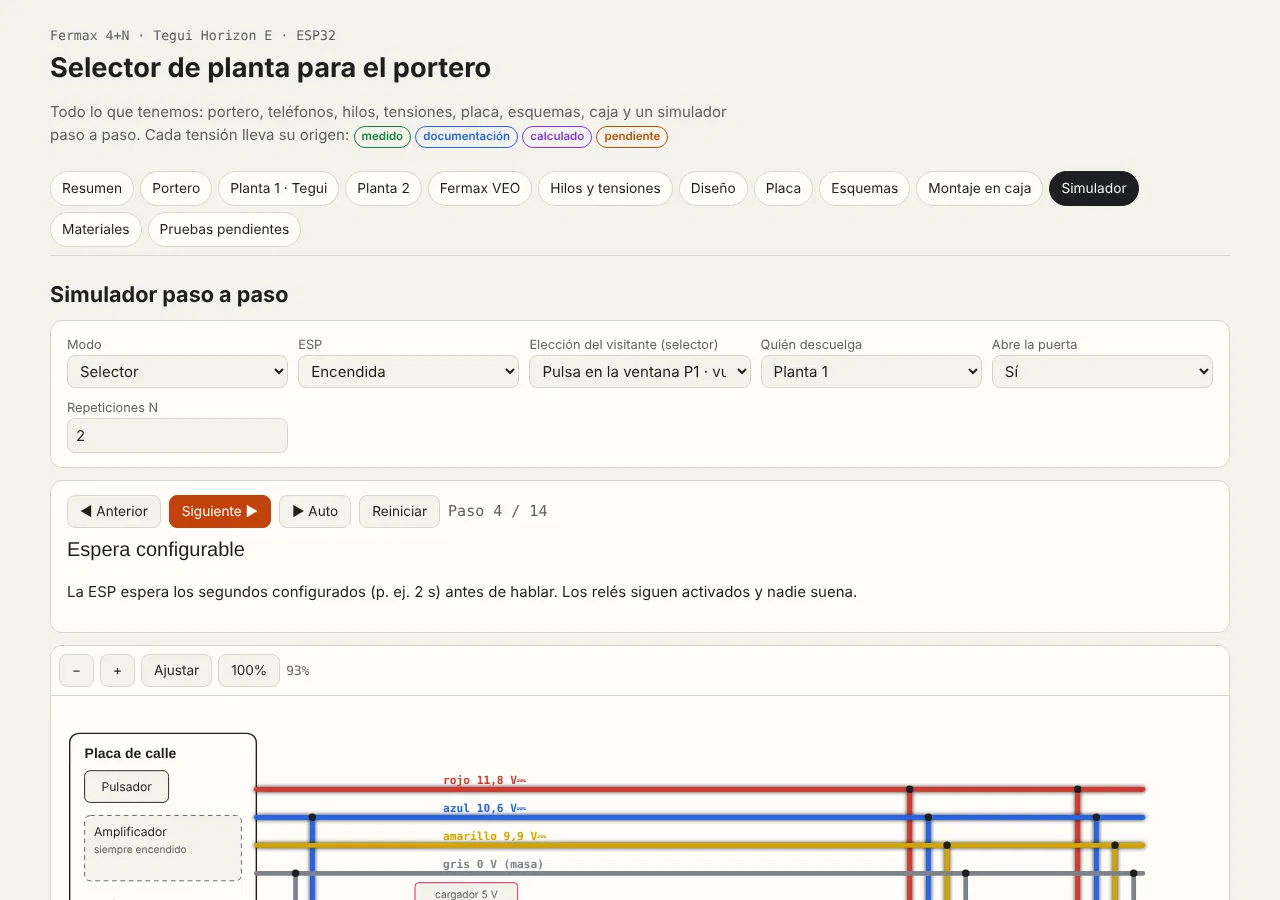 Fermax 4+N · Tegui Horizon E · ESP32
Selector de planta para el portero
Todo lo que tenemos: portero, teléfonos, hilos, tensiones, placa, esquemas, caja y un simulador
paso a paso. Cada tensión lleva su origen: medido documentación calculado pendiente
Resumen Portero Planta 1 · Tegui Planta 2 Fermax VEO Hilos y tensiones Diseño Placa Esquemas Montaje en caja Simulador
Materiales Pruebas pendientes
Simulador paso a paso
Modo ESP Elección del visitante (selector) Quién descuelga Abre la puerta
Selector Encendida Pulsa en la ventana P1 · vu Planta 1 Sí
Repeticiones N
2
◀ Anterior Siguiente ▶ ▶ Auto Reiniciar Paso 4 / 14
Espera configurable
La ESP espera los segundos configurados (p. ej. 2 s) antes de hablar. Los relés siguen activados y nadie suena.
− + Ajustar 100% 93%
Placa de calle
Pulsador
rojo 11,8 V⎓
azul 10,6 V⎓
Amplificador
amarillo 9,9 V⎓
siempre encendido
gris 0 V (masa)
cargador 5 V